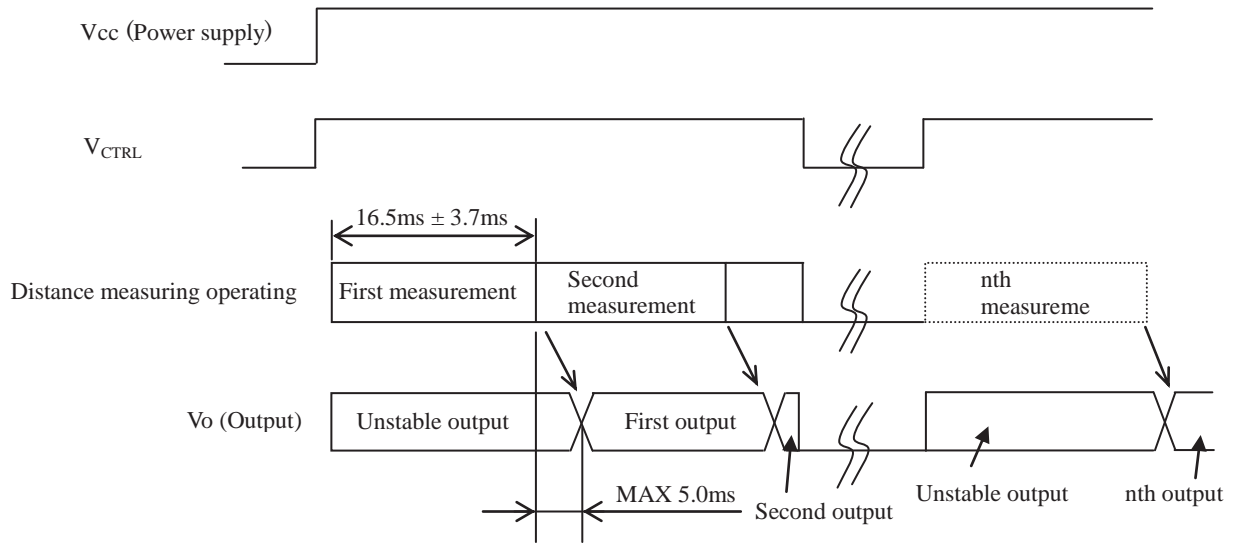 Vcc (Power supply)
VCTRL
16.5ms ± 3.7ms
Distance measuring operating
First measurement
Second
measurement
nth
measureme
Vo (Output)
Unstable output
First output
MAX 5.0ms
Second output
Unstable output
nth output